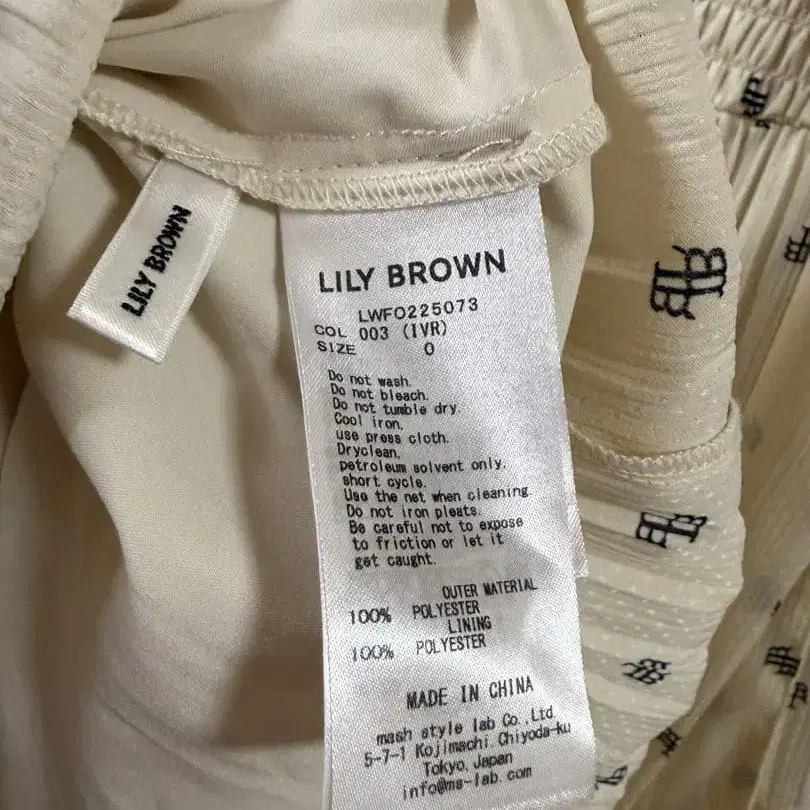 LILY BROWN
LILY BROWN
LWFO225073
COL 003 (IVR)
SIZE 0
Do not wash.
Do not bleach.
Do not tumble dry.
Cool iron,
use press cloth.
Dryclean,
petroleum solvent only.
short cycle.
Use the net when cleaning.
Do not iron pleats.
Be careful not to expose
to friction or let it
get caught.
OUTER MATERIAL
100% POLYESTER
LINING
100% POLYESTER
MADE IN CHINA
mash style lab Co.,Ltd
5-7-1 Kojimachi Chiyoda-ku
Tokyo.Japan
info@ms-lab.com